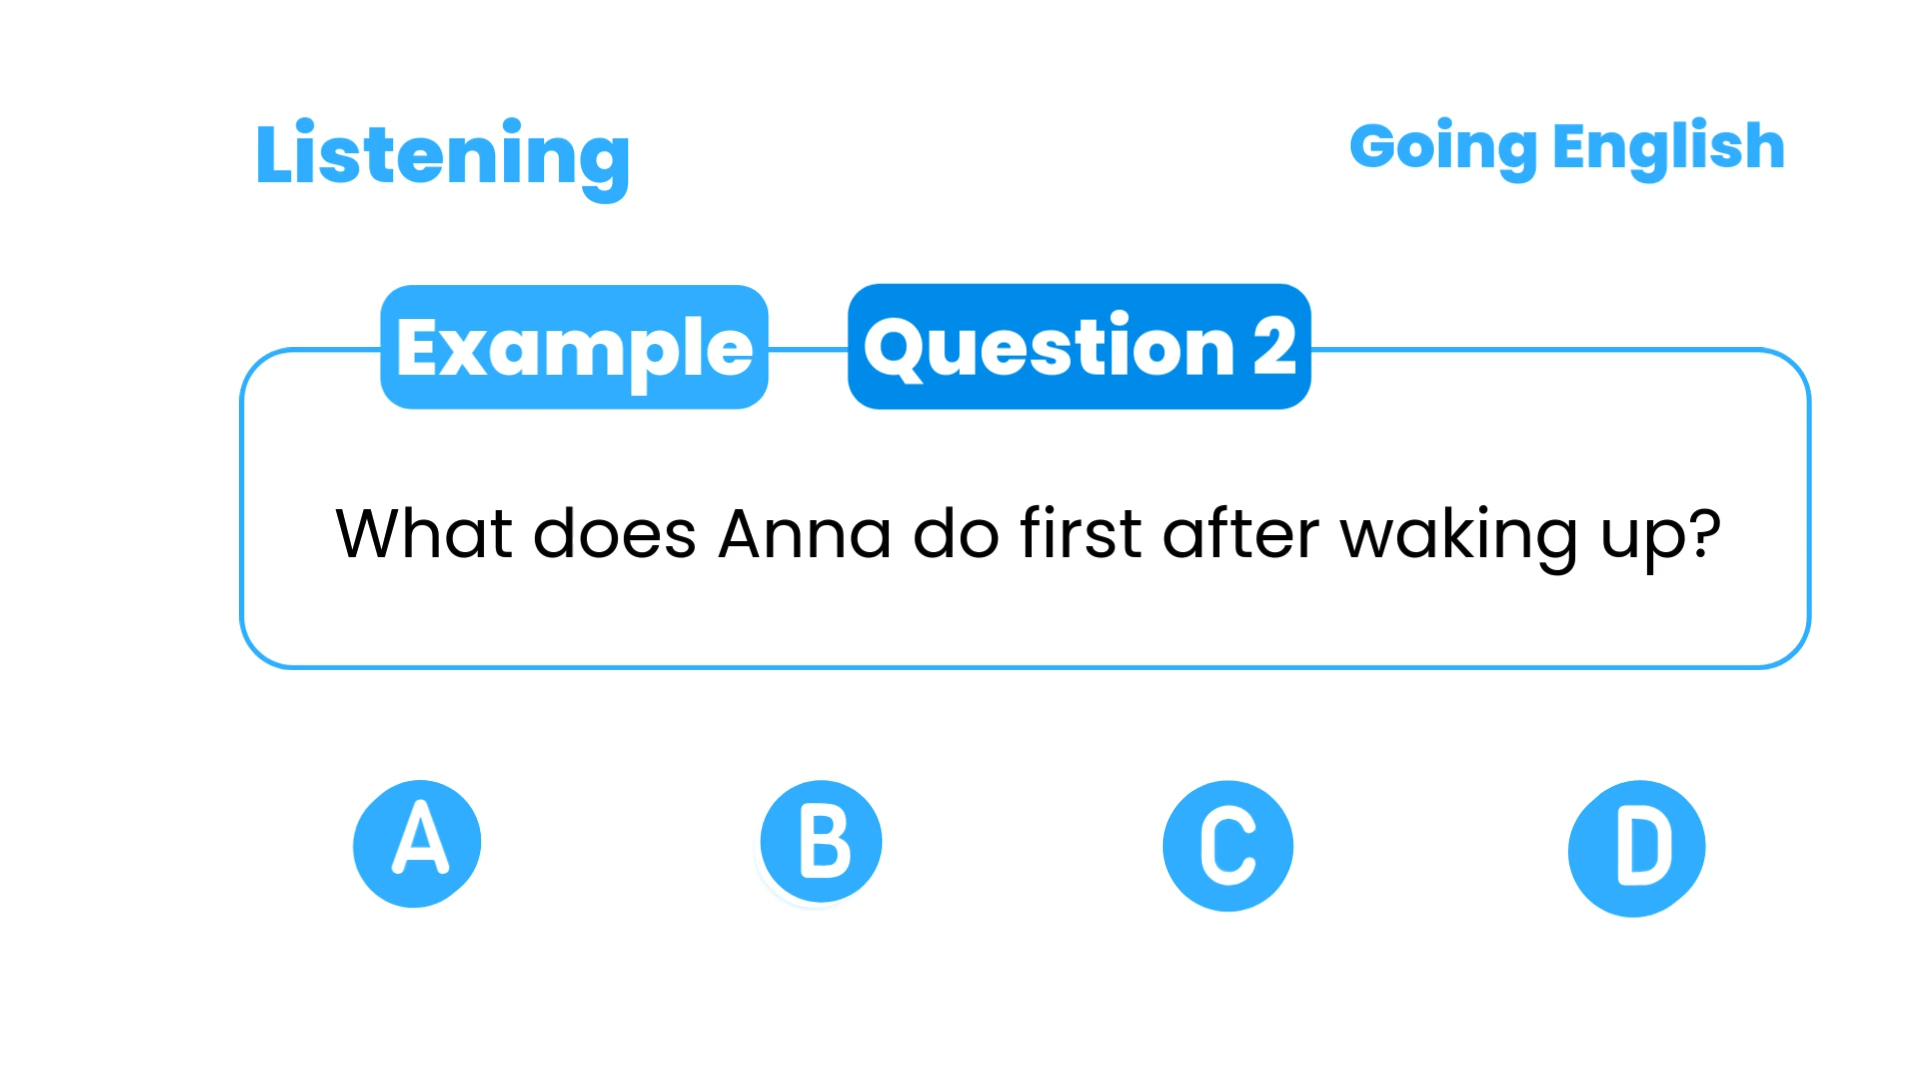 Listening
Going English
Example
Question 2
What does Anna do first after waking up?
A
B
C
D